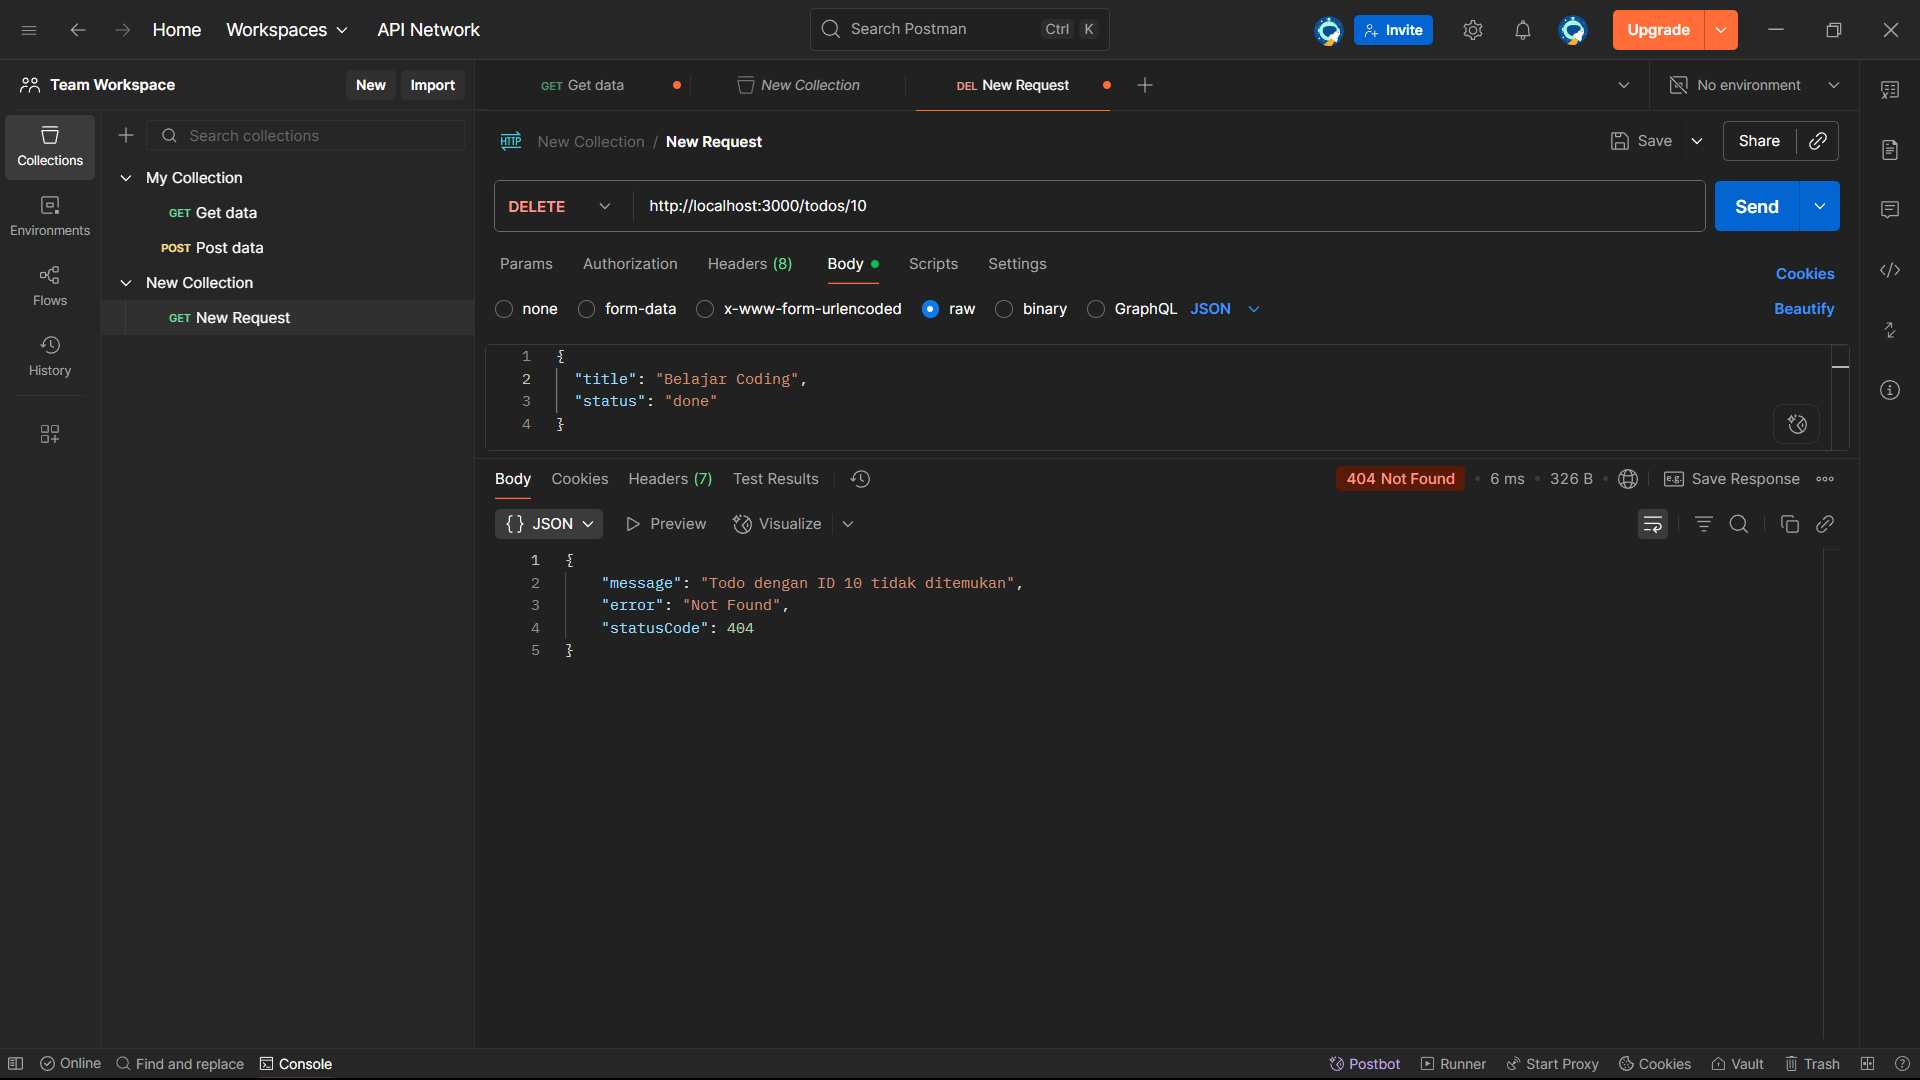 Home Workspaces API Network Search Postman Ctrl K Invite Upgrade
Team Workspace New Import
GET Get data New Collection DEL New Request No environment
Collections
Environments
Flows
History
Search collections
My Collection
GET Get data
POST Post data
New Collection
GET New Request
HTTP New Collection / New Request Save Share
DELETE http://localhost:3000/todos/10 Send
Params Authorization Headers (8) Body Scripts Settings Cookies
none form-data x-www-form-urlencoded raw binary GraphQL JSON Beautify
1 {
2 "title": "Belajar Coding",
3 "status": "done"
4 }
Body Cookies Headers (7) Test Results 404 Not Found 6 ms 326 B e.g. Save Response
{} JSON Preview Visualize
1 {
2 "message": "Todo dengan ID 10 tidak ditemukan",
3 "error": "Not Found",
4 "statusCode": 404
5 }
Online Find and replace Console Postbot Runner Start Proxy Cookies Vault Trash